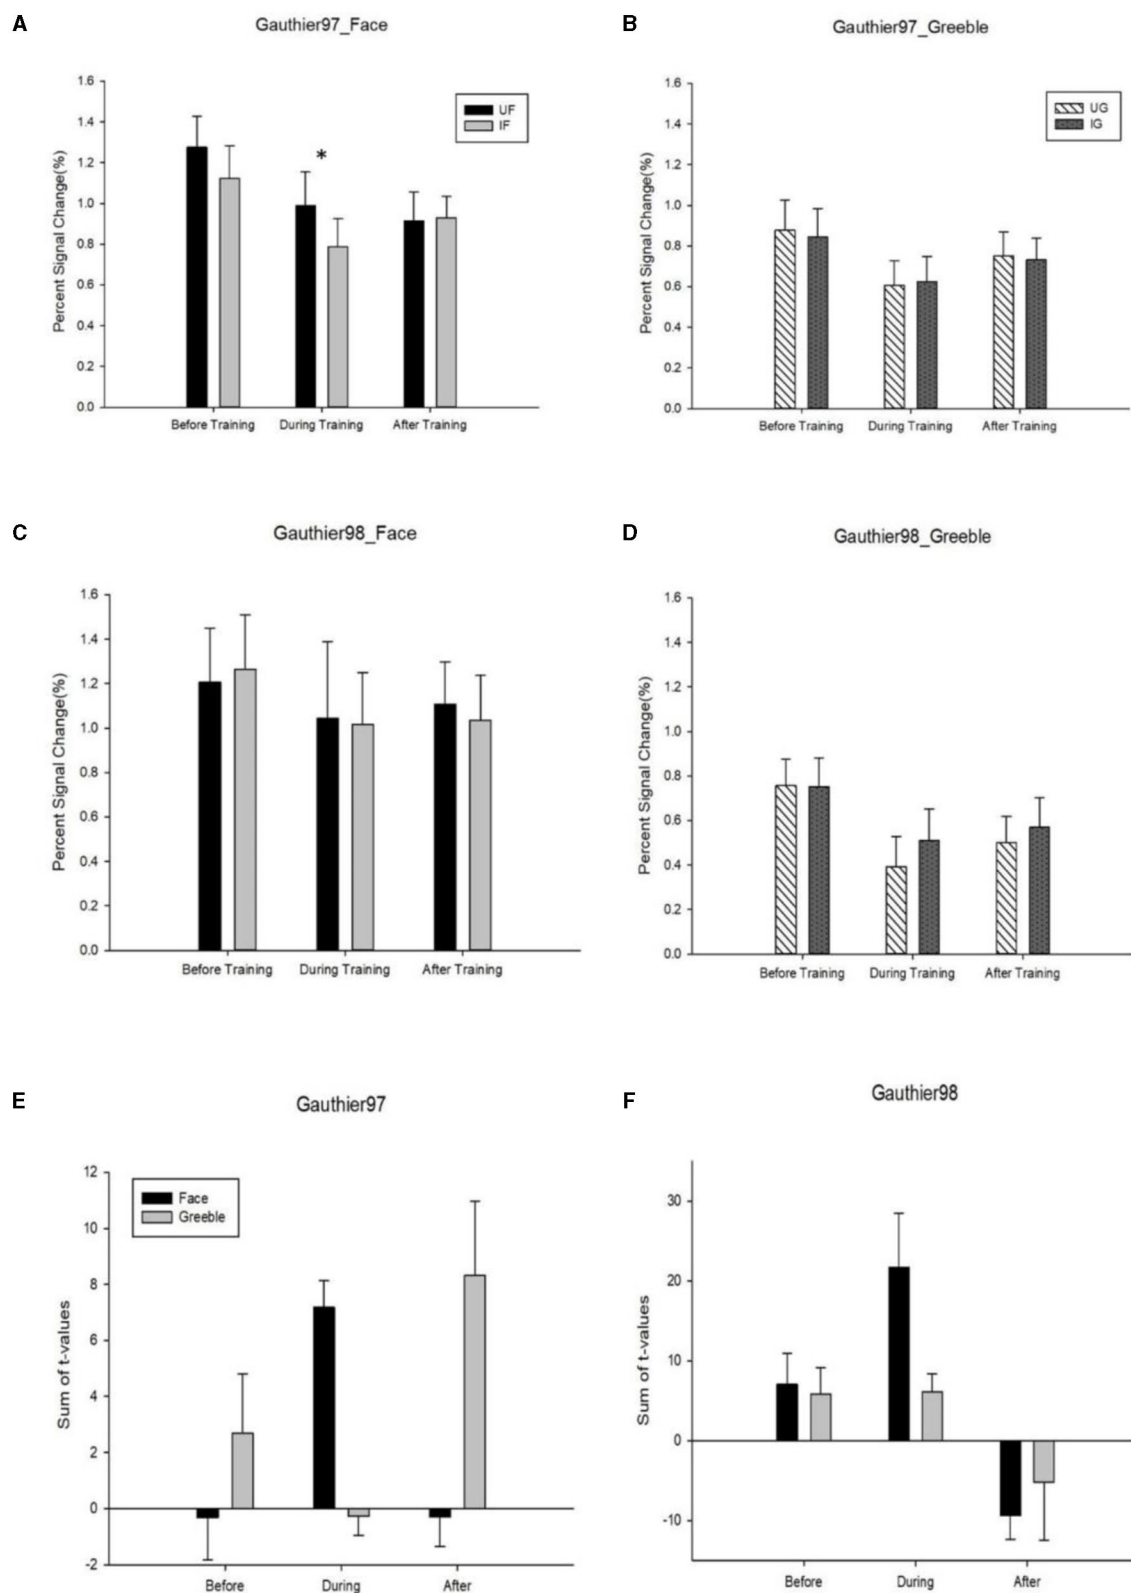 A
Gauthier97_Face
Percent Signal Change(%)
1.6
1.4
1.2
1.0
0.8
0.6
0.4
0.2
0.0
UF
IF
*
Before Training
During Training
After Training
B
Gauthier97_Greeble
Percent Signal Change(%)
1.6
1.4
1.2
1.0
0.8
0.6
0.4
0.2
0.0
UG
IG
Before Training
During Training
After Training
C
Gauthier98_Face
Percent Signal Change(%)
1.6
1.4
1.2
1.0
0.8
0.6
0.4
0.2
0.0
Before Training
During Training
After Training
D
Gauthier98_Greeble
Percent Signal Change(%)
1.6
1.4
1.2
1.0
0.8
0.6
0.4
0.2
0.0
Before Training
During Training
After Training
E
Gauthier97
Sum of t-values
12
10
8
6
4
2
0
-2
Face
Greeble
Before
During
After
F
Gauthier98
Sum of t-values
30
20
10
0
-10
Before
During
After